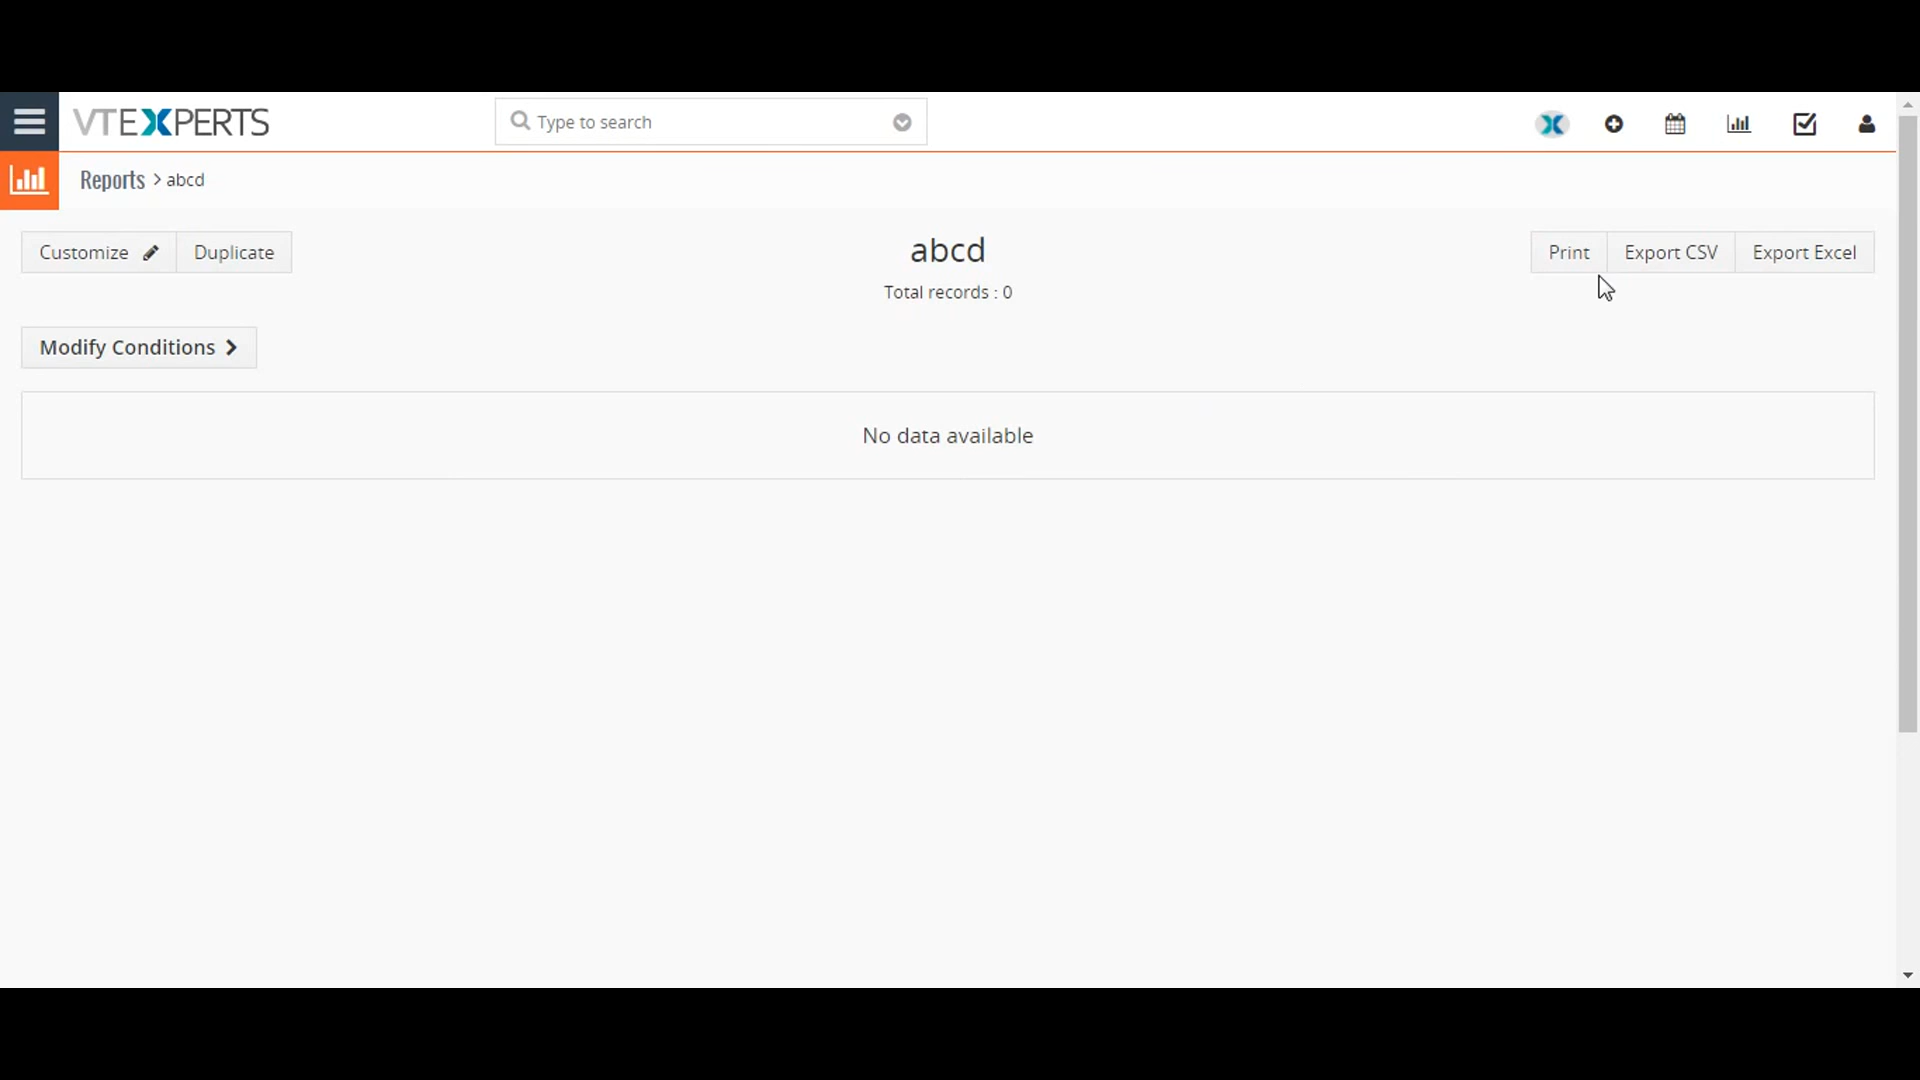 VTEXPERTS
Type to search
Reports > abcd
Customize
Duplicate
abcd
Print
Export CSV
Export Excel
Total records : 0
Modify Conditions
No data available